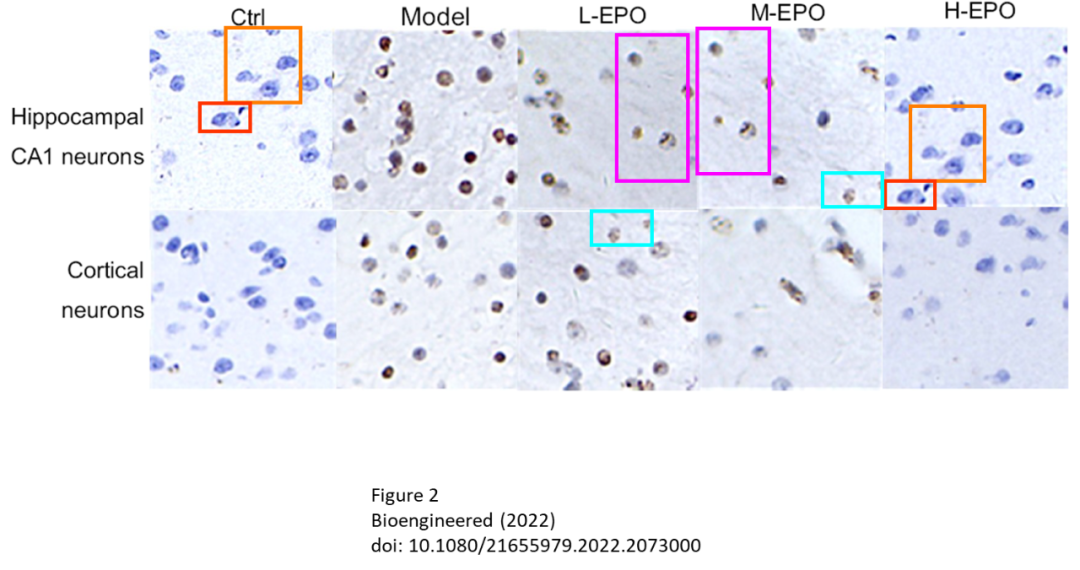 Ctrl Model L-EPO M-EPO H-EPO
Hippocampal
CA1 neurons
Cortical
neurons
Figure 2
Bioengineered (2022)
doi: 10.1080/21655979.2022.2073000